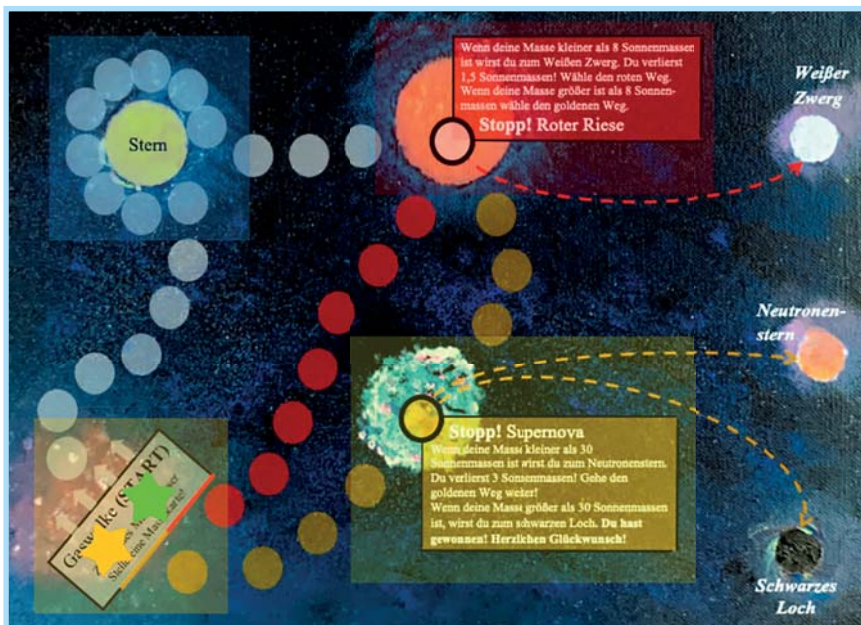 Wenn deine Masse kleiner als 8 Sonnenmassen
ist wirst du zum Weißen Zwerg. Du verlierst
1,5 Sonnenmassen! Wähle den roten Weg.
Wenn deine Masse größer ist als 8 Sonnen-
massen wähle den goldenen Weg.
Stopp! Roter Riese
Weißer
Zwerg
Stern
Neutronen-
stern
Stopp! Supernova
Wenn deine Masse kleiner als 30
Sonnenmassen ist wirst du zum Neutronenstern.
Du verlierst 3 Sonnenmassen! Gehe den
goldenen Weg weiter!
Wenn deine Masse größer als 30 Sonnenmassen
ist, wirst du zum schwarzen Loch. Du hast
gewonnen! Herzlichen Glückwunsch!
Gaswolke (START)
Schwarzes
Loch